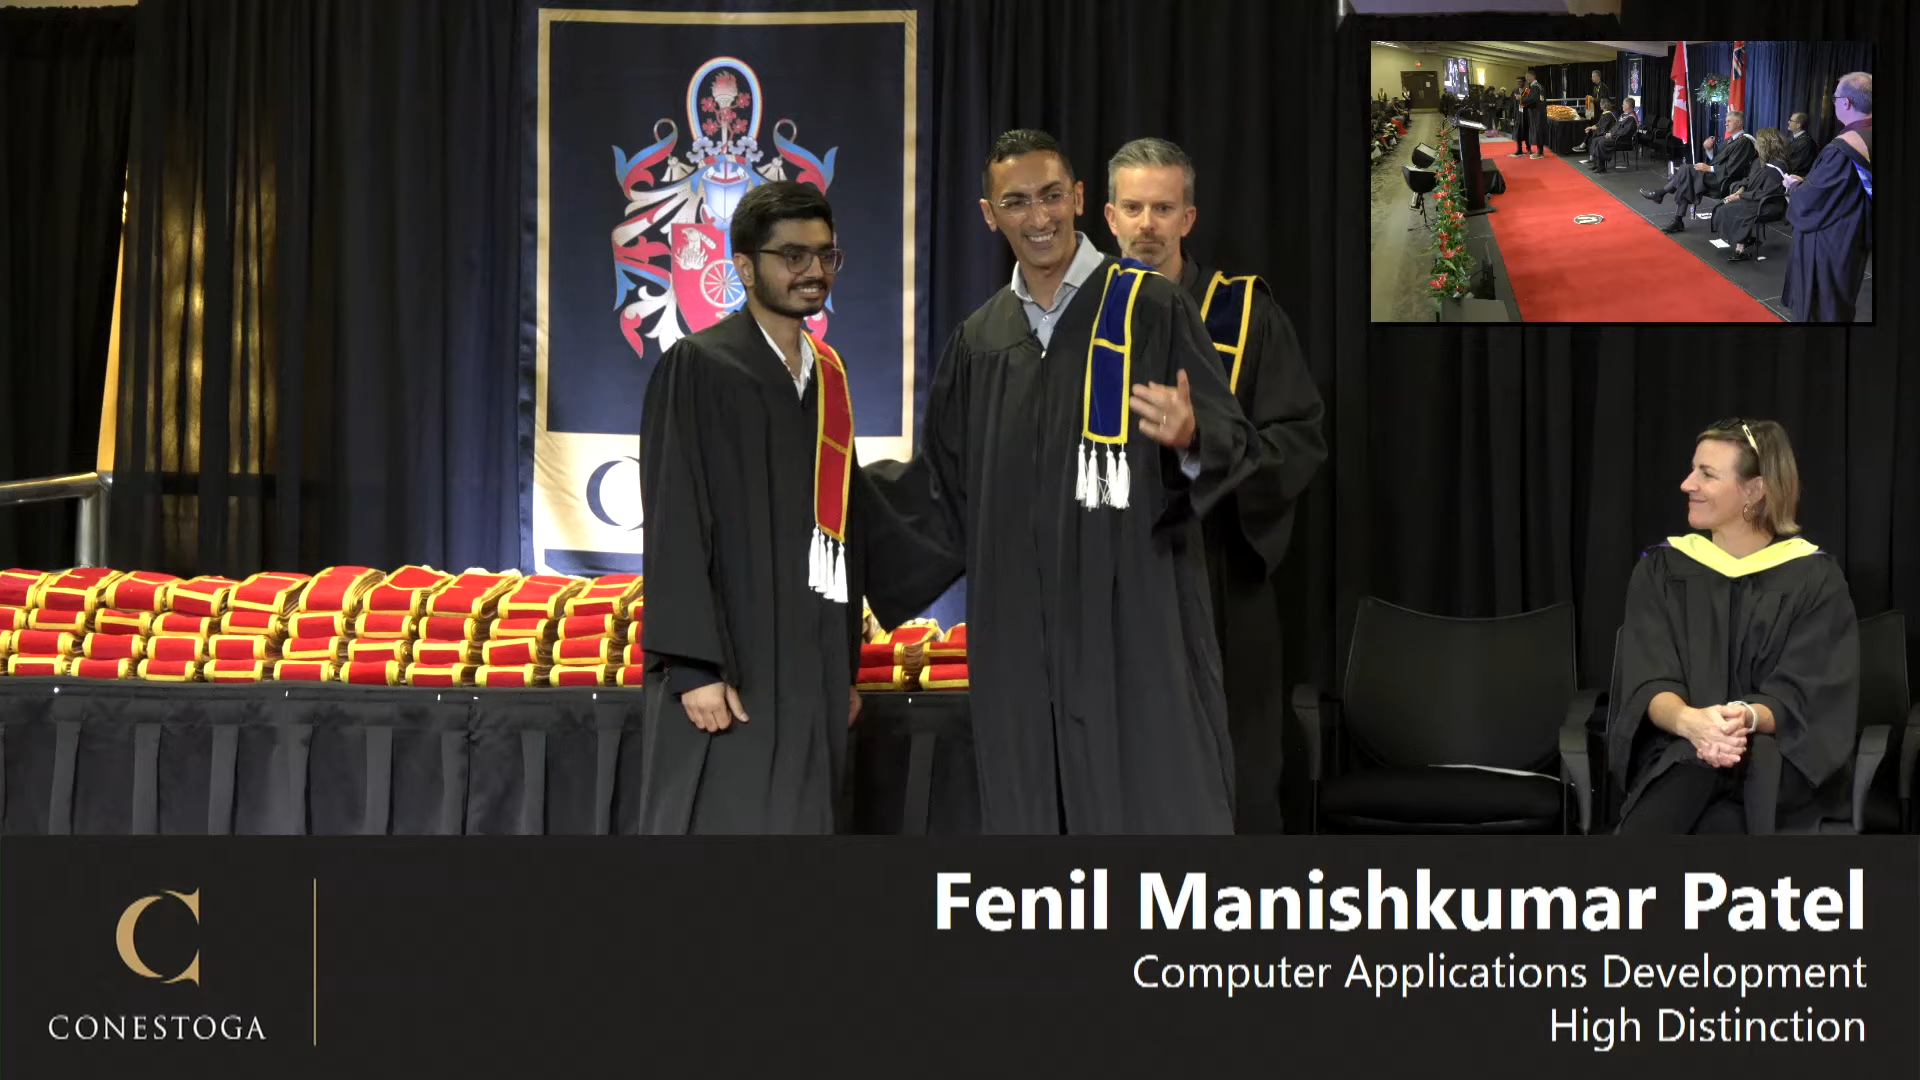 C
CONESTOGA
Fenil Manishkumar Patel
Computer Applications Development
High Distinction